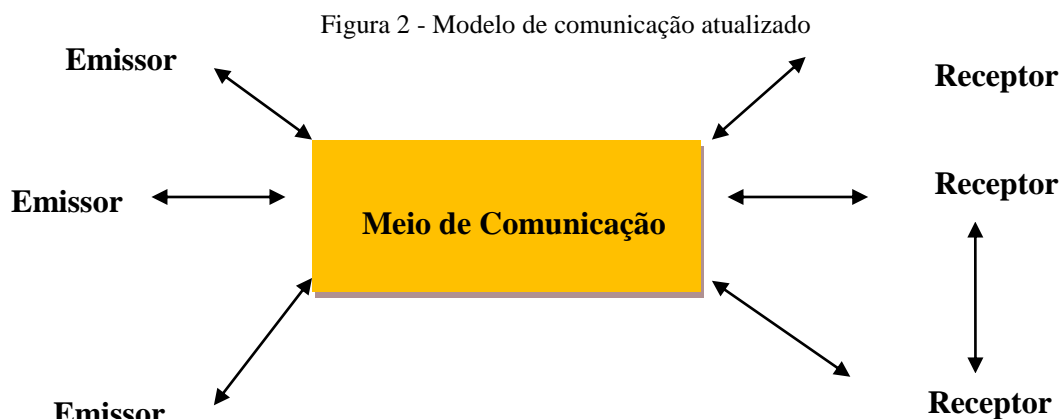 Figura 2 - Modelo de comunicação atualizado
Emissor
Receptor
Emissor
Receptor
Meio de Comunicação
Receptor
Emissor